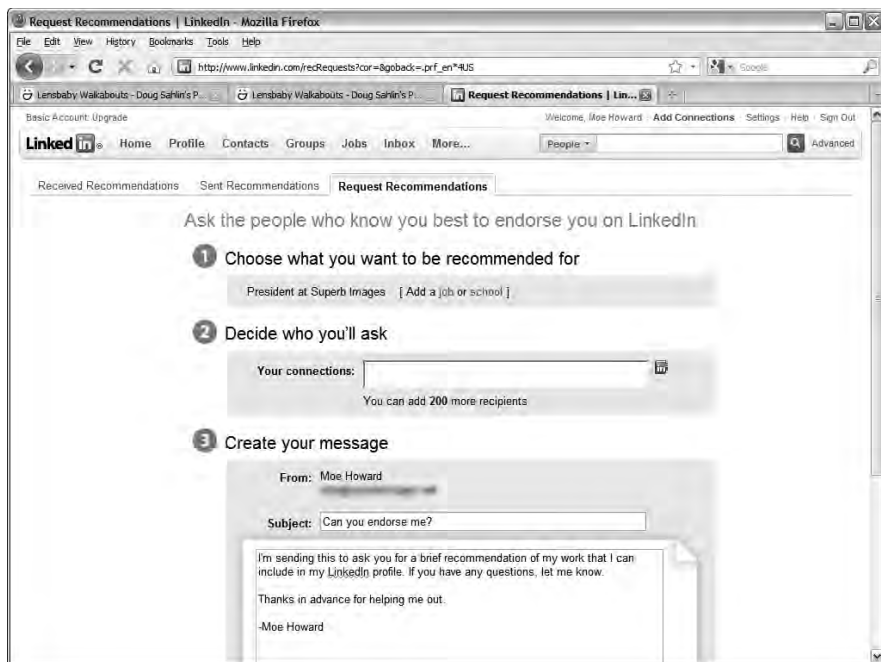 Request Recommendations | LinkedIn - Mozilla Firefox
File Edit View History Bookmarks Tools Help
http://www.linkedin.com/recRequests?cor=&goback=.prf_en*4US
Google
Lensbaby Walkabouts - Doug Sahlin's P...
Lensbaby Walkabouts - Doug Sahlin's P...
Request Recommendations | Lin...
Basic Account: Upgrade
Welcome, Moe Howard Add Connections Settings Help Sign Out
Linked in Home Profile Contacts Groups Jobs Inbox More... People Advanced
Received Recommendations Sent Recommendations Request Recommendations
Ask the people who know you best to endorse you on LinkedIn
1 Choose what you want to be recommended for
President at Superb Images [ Add a job or school ]
2 Decide who you'll ask
Your connections:
You can add 200 more recipients
3 Create your message
From: Moe Howard
Subject: Can you endorse me?
I'm sending this to ask you for a brief recommendation of my work that I can
include in my LinkedIn profile. If you have any questions, let me know.
Thanks in advance for helping me out.
-Moe Howard